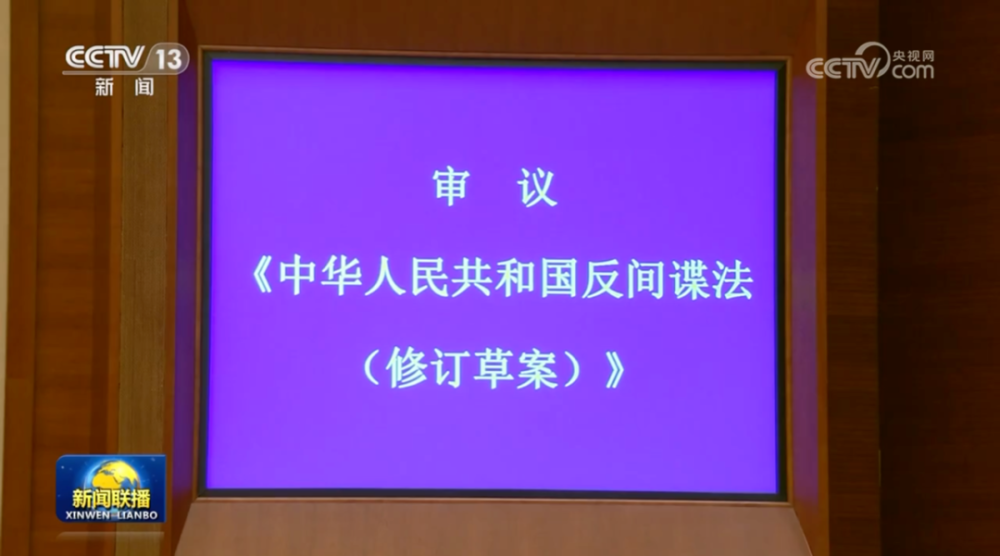 CCTV 13
新闻
央视网
CCTV com
审 议
《中华人民共和国反间谍法
（修订草案）》
新闻联播
XINWEN-LIANBO